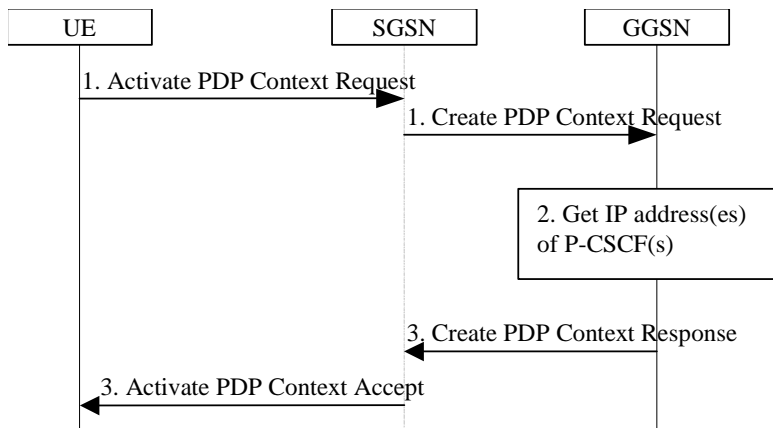 UE
SGSN
GGSN
1. Activate PDP Context Request
1. Create PDP Context Request
2. Get IP address(es)
of P-CSCF(s)
3. Create PDP Context Response
3. Activate PDP Context Accept